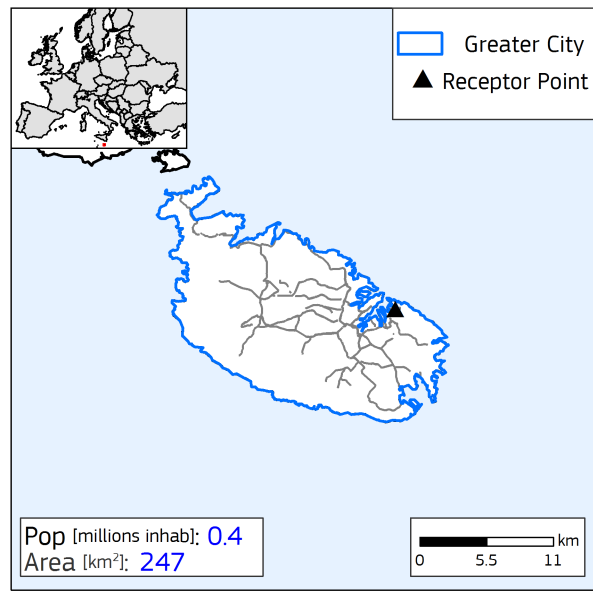 Greater City
Receptor Point
Pop [millions inhab]: 0.4
Area [km²]: 247
km
0 5.5 11